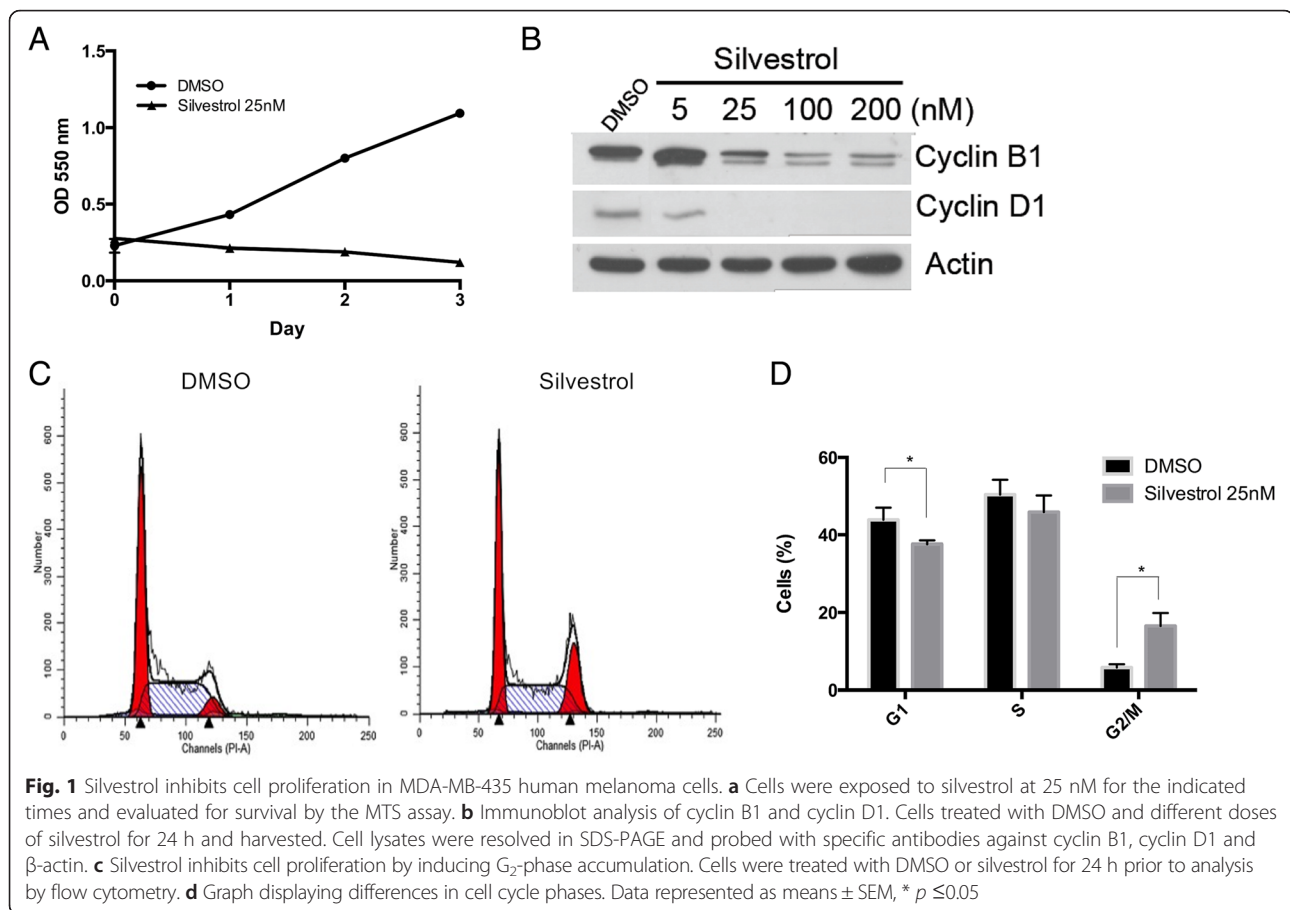 A
1.5
1.0
0.5
0.0
OD 550 nm
DMSO
Silvestrol 25nM
0 1 2 3
Day
B
Silvestrol
DMSO 5 25 100 200 (nM)
Cyclin B1
Cyclin D1
Actin
C
DMSO
Number
600
500
400
300
200
100
0
0 50 100 150 200 250
Channels (PI-A)
Silvestrol
Number
600
500
400
300
200
100
0
0 50 100 150 200 250
Channels (PI-A)
D
60
40
20
0
Cells (%)
* *
DMSO
Silvestrol 25nM
G1 S G2/M
Fig. 1 Silvestrol inhibits cell proliferation in MDA-MB-435 human melanoma cells. a Cells were exposed to silvestrol at 25 nM for the indicated
times and evaluated for survival by the MTS assay. b Immunoblot analysis of cyclin B1 and cyclin D1. Cells treated with DMSO and different doses
of silvestrol for 24 h and harvested. Cell lysates were resolved in SDS-PAGE and probed with specific antibodies against cyclin B1, cyclin D1 and
β-actin. c Silvestrol inhibits cell proliferation by inducing G₂-phase accumulation. Cells were treated with DMSO or silvestrol for 24 h prior to analysis
by flow cytometry. d Graph displaying differences in cell cycle phases. Data represented as means ± SEM, * p ≤0.05